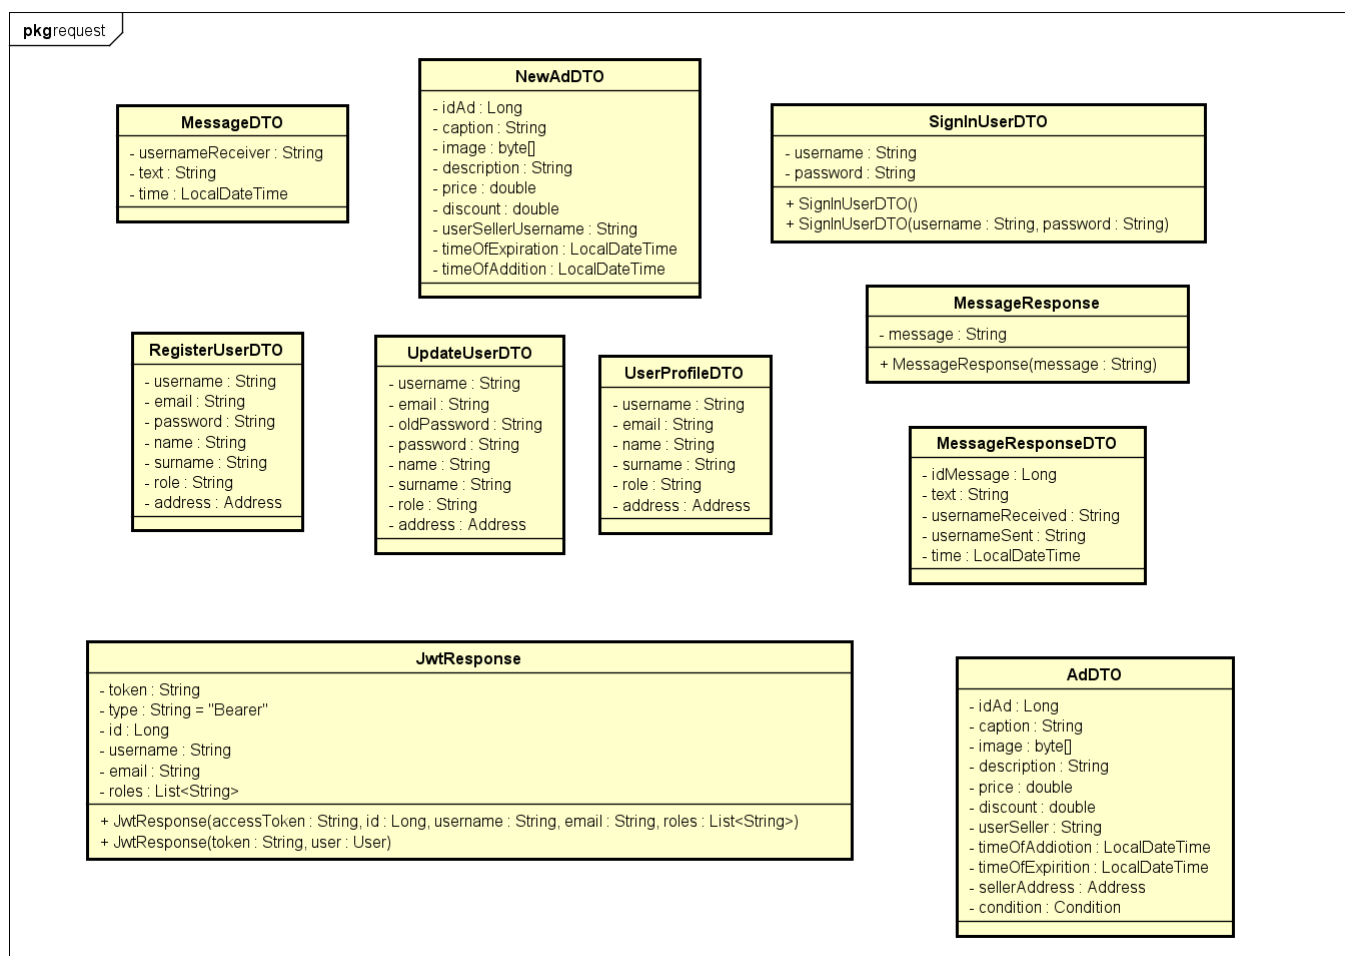 pkg request
MessageDTO
- usernameReceiver : String
- text : String
- time : LocalDateTime
NewAdDTO
- idAd : Long
- caption : String
- image : byte[]
- description : String
- price : double
- discount : double
- userSellerUsername : String
- timeOfExpiration : LocalDateTime
- timeOfAddition : LocalDateTime
SignInUserDTO
- username : String
- password : String
+ SignInUserDTO()
+ SignInUserDTO(username : String, password : String)
MessageResponse
- message : String
+ MessageResponse(message : String)
RegisterUserDTO
- username : String
- email : String
- password : String
- name : String
- surname : String
- role : String
- address : Address
UpdateUserDTO
- username : String
- email : String
- oldPassword : String
- password : String
- name : String
- surname : String
- role : String
- address : Address
UserProfileDTO
- username : String
- email : String
- name : String
- surname : String
- role : String
- address : Address
MessageResponseDTO
- idMessage : Long
- text : String
- usernameReceived : String
- usernameSent : String
- time : LocalDateTime
JwtResponse
- token : String
- type : String = "Bearer"
- id : Long
- username : String
- email : String
- roles : List<String>
+ JwtResponse(accessToken : String, id : Long, username : String, email : String, roles : List<String>)
+ JwtResponse(token : String, user : User)
AdDTO
- idAd : Long
- caption : String
- image : byte[]
- description : String
- price : double
- discount : double
- userSeller : String
- timeOfAddiotion : LocalDateTime
- timeOfExpirition : LocalDateTime
- sellerAddress : Address
- condition : Condition